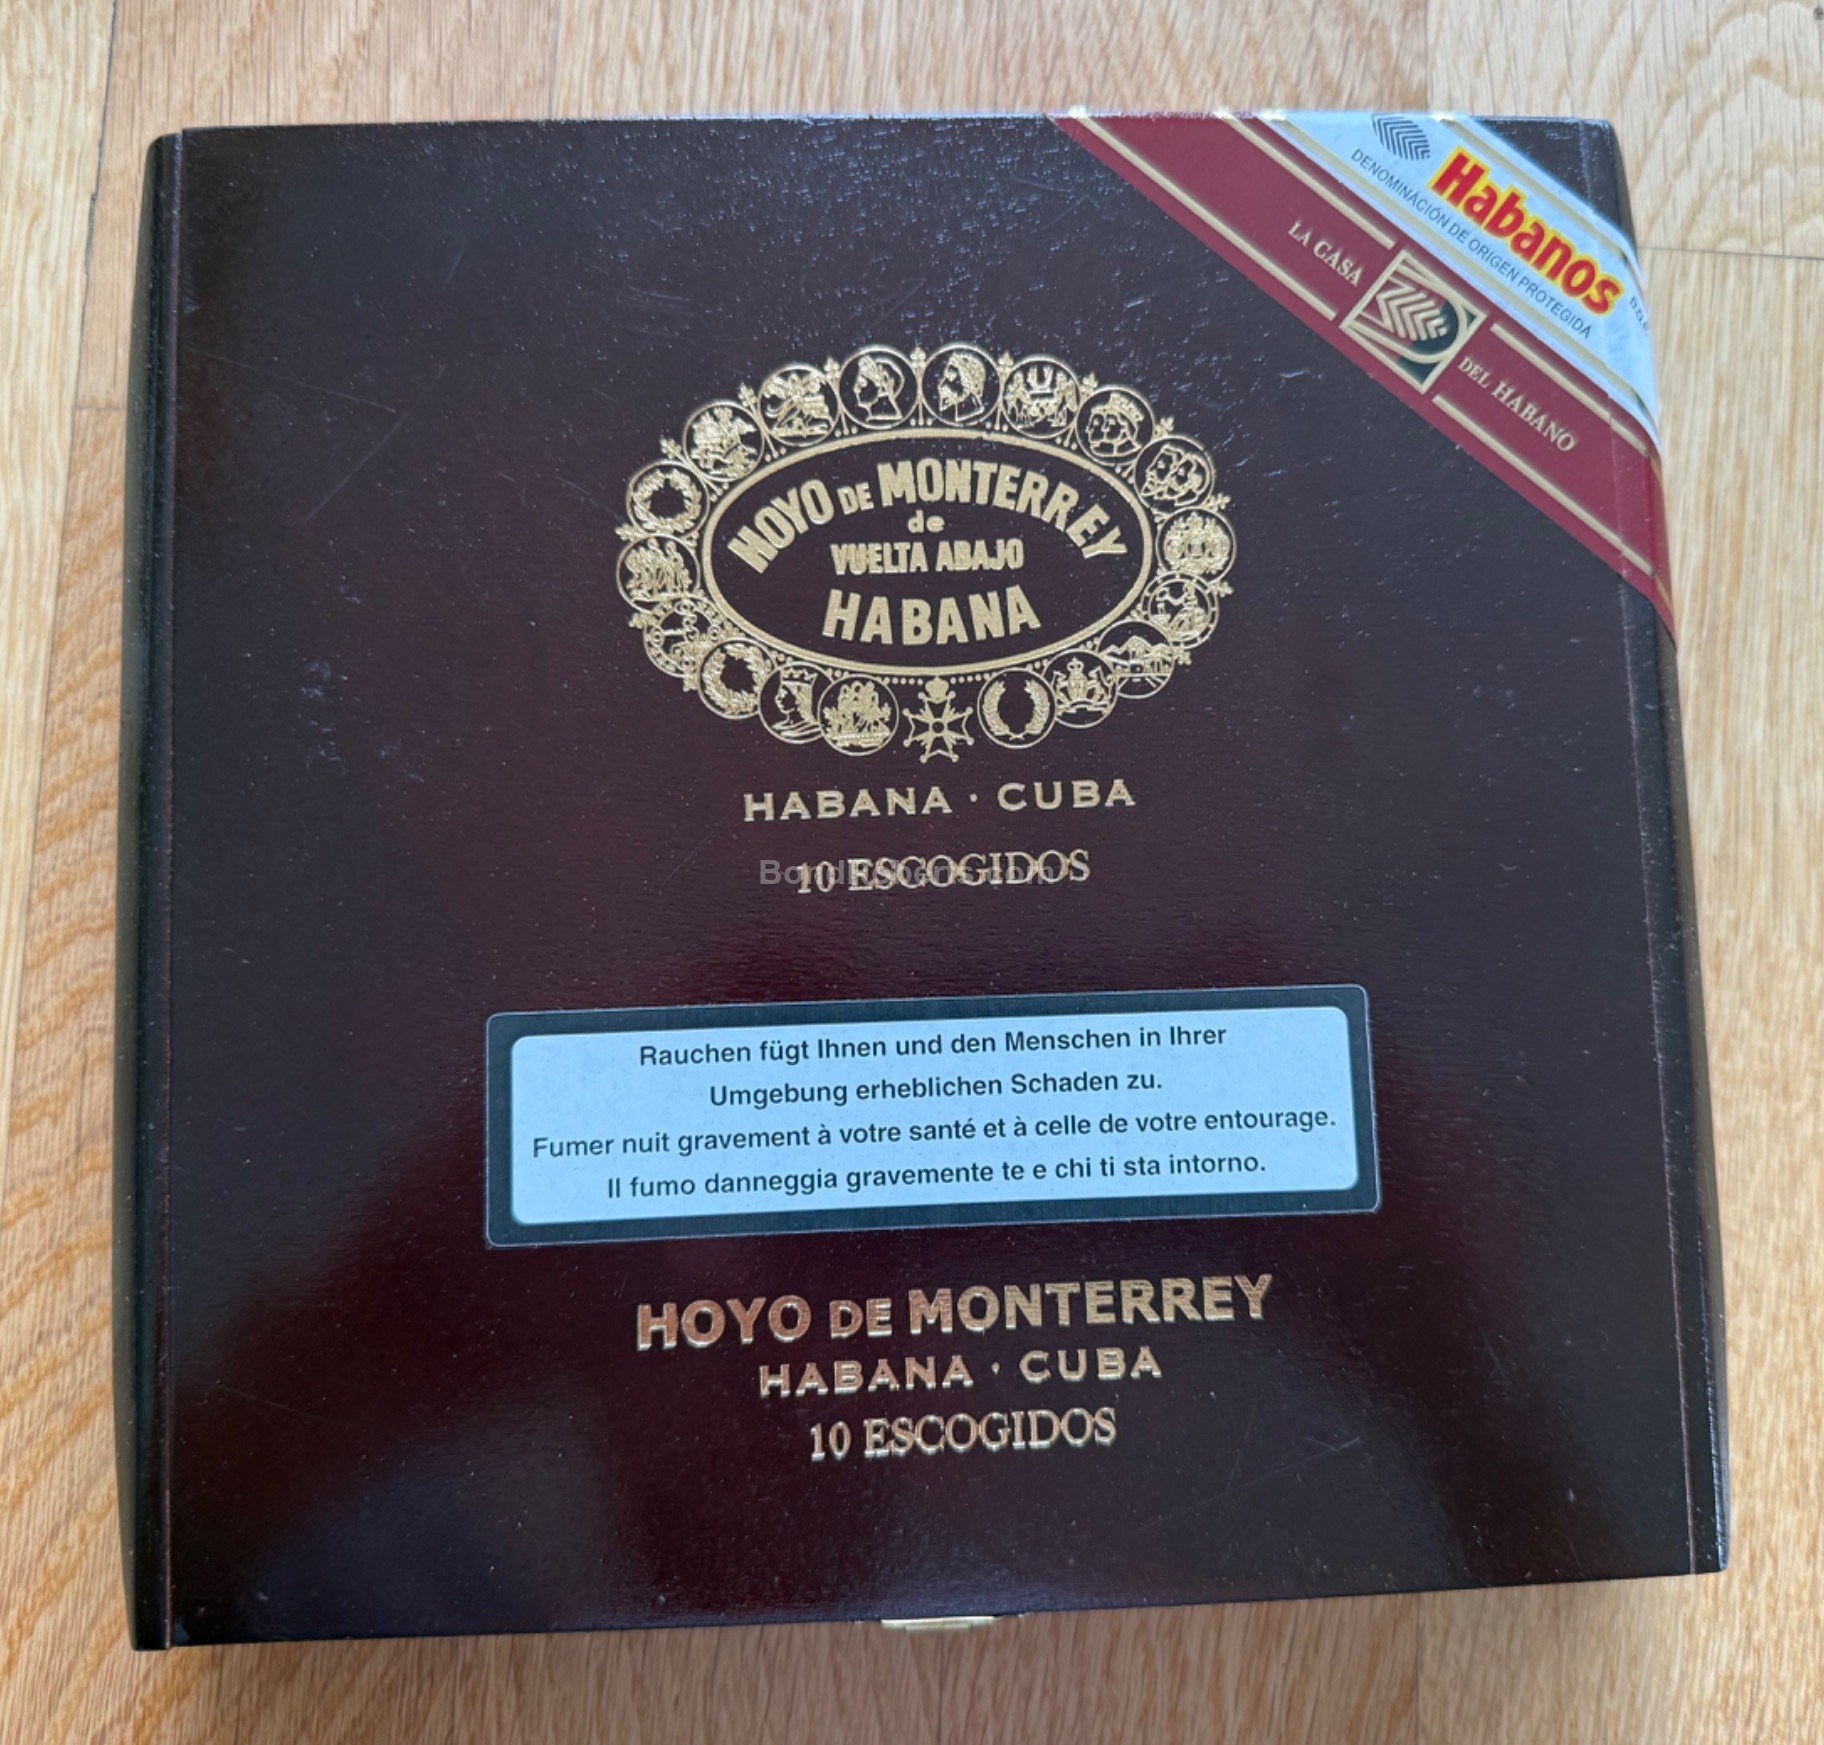 Habanos
DENOMINACIÓN DE ORIGEN PROTEGIDA
LA CASA
DEL HABANO
HOYO DE MONTERREY
de
VUELTA ABAJO
HABANA
HABANA · CUBA
10 ESCOGIDOS
BondRoberts.com
Rauchen fügt Ihnen und den Menschen in Ihrer
Umgebung erheblichen Schaden zu.
Fumer nuit gravement à votre santé et à celle de votre entourage.
Il fumo danneggia gravemente te e chi ti sta intorno.
HOYO DE MONTERREY
HABANA · CUBA
10 ESCOGIDOS